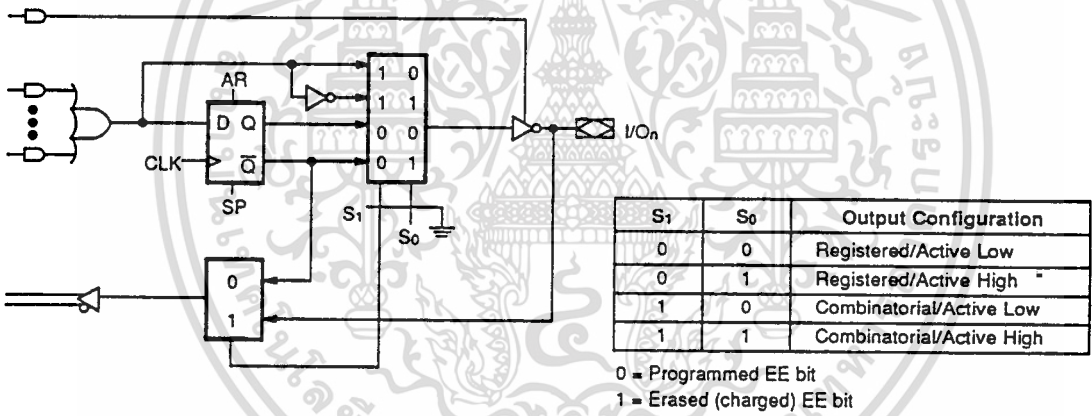 AR
D Q
CLK
Q̅
SP
1 0
1 1
0 0
0 1
S₁
S₀
0
1
I/Oₙ
S₁ S₀ Output Configuration
0 0 Registered/Active Low
0 1 Registered/Active High
1 0 Combinatorial/Active Low
1 1 Combinatorial/Active High
0 = Programmed EE bit
1 = Erased (charged) EE bit